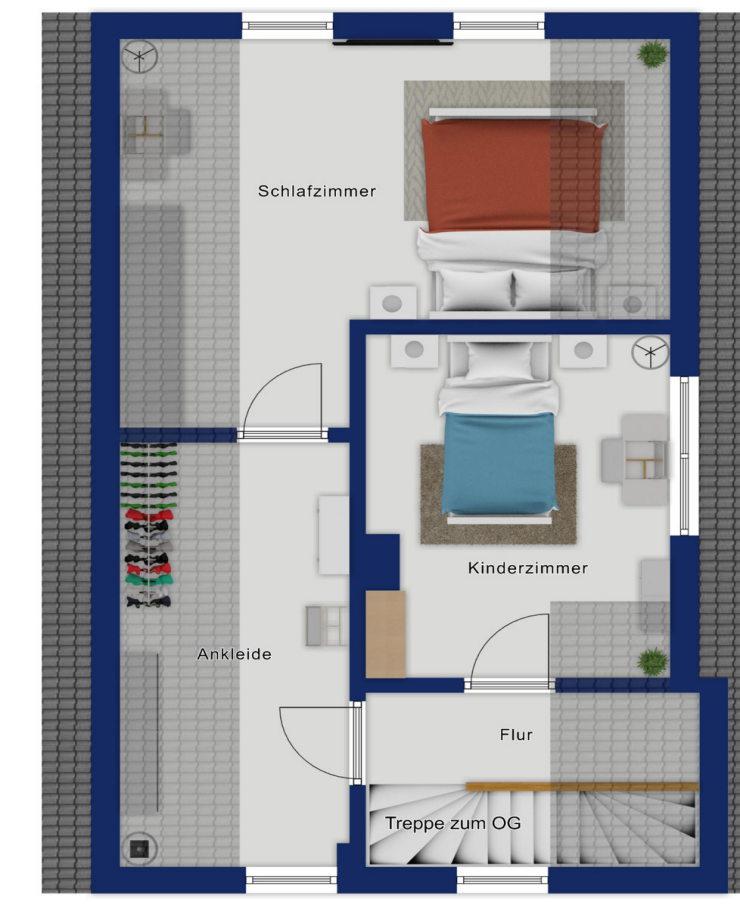 Schlafzimmer
Kinderzimmer
Ankleide
Flur
Treppe zum OG